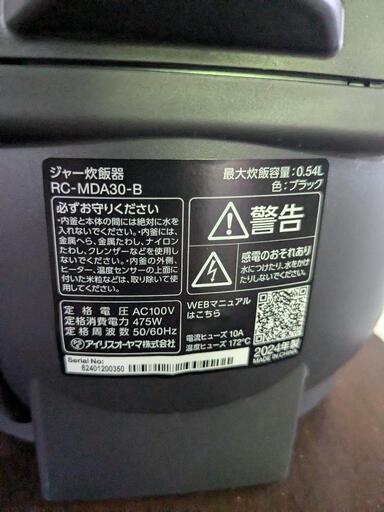 ジャー炊飯器
RC-MDA30-B
最大炊飯容量：0.54L
色：ブラック
必ずお守りください
・内釜と本体の間には絶対に水を
入れないでください。・内釜には、
金属へら、金属たわし、ナイロン
たわし、クレンザーなどを使用し
ないでください。・内釜の外側、
ヒーター、温度センサーの上面に
付いた米粒などは、取り除いて使
用してください。
警告
感電のおそれあり
水につけたり、水をかけ
たりしないでください。
定格電圧 AC100V
定格消費電力 475W
定格周波数 50/60Hz
アイリスオーヤマ株式会社
WEBマニュアル
はこちら
電流ヒューズ 10A
温度ヒューズ 172℃
2024年製
MADE IN CHINA
Serial No:
82401200350